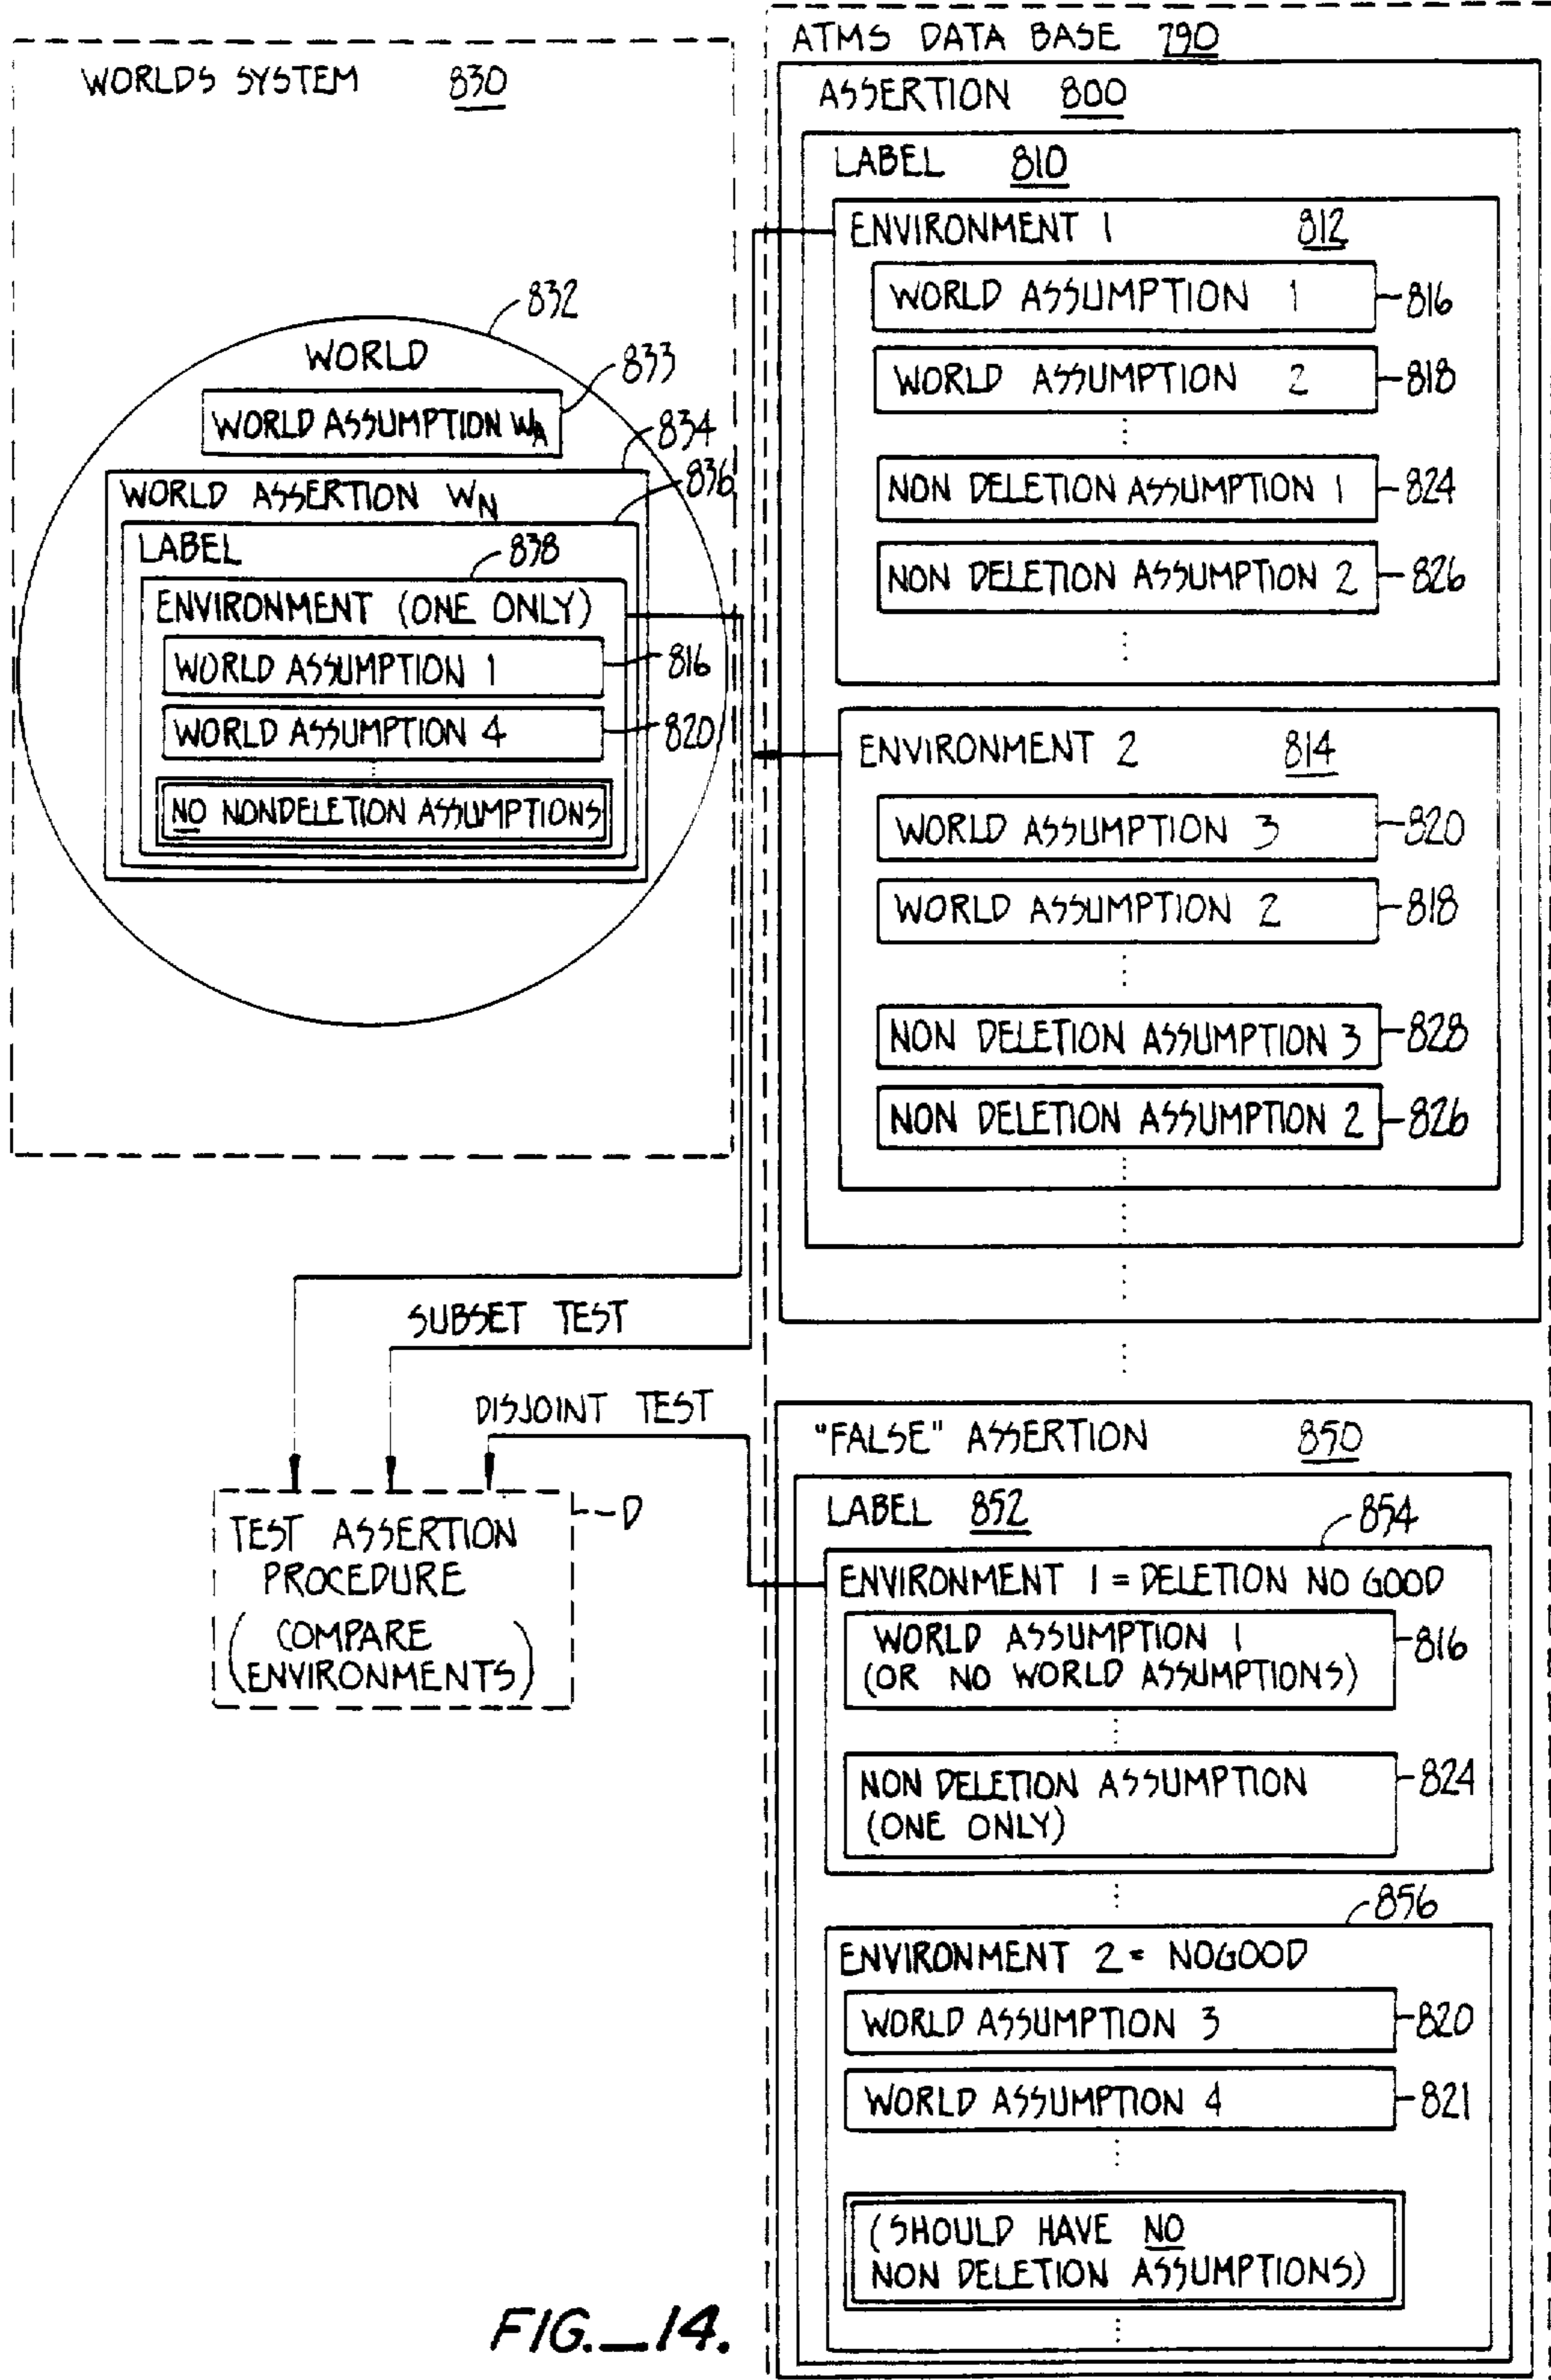 WORLDS SYSTEM 830
832
WORLD
833
WORLD ASSUMPTION WA
834
836
WORLD ASSERTION WN
LABEL
838
ENVIRONMENT (ONE ONLY)
WORLD ASSUMPTION 1 816
WORLD ASSUMPTION 4 820
NO NONDELETION ASSUMPTIONS
SUBSET TEST
DISJOINT TEST
D
TEST ASSERTION
PROCEDURE
(COMPARE
ENVIRONMENTS)
ATMS DATA BASE 790
ASSERTION 800
LABEL 810
ENVIRONMENT 1 812
WORLD ASSUMPTION 1 816
WORLD ASSUMPTION 2 818
NON DELETION ASSUMPTION 1 824
NON DELETION ASSUMPTION 2 826
ENVIRONMENT 2 814
WORLD ASSUMPTION 3 820
WORLD ASSUMPTION 2 818
NON DELETION ASSUMPTION 3 828
NON DELETION ASSUMPTION 2 826
"FALSE" ASSERTION 850
LABEL 852
854
ENVIRONMENT 1 = DELETION NO GOOD
WORLD ASSUMPTION 1 816
(OR NO WORLD ASSUMPTIONS)
NON DELETION ASSUMPTION 824
(ONE ONLY)
856
ENVIRONMENT 2 = NOGOOD
WORLD ASSUMPTION 3 820
WORLD ASSUMPTION 4 821
(SHOULD HAVE NO
NON DELETION ASSUMPTIONS)
FIG._14.